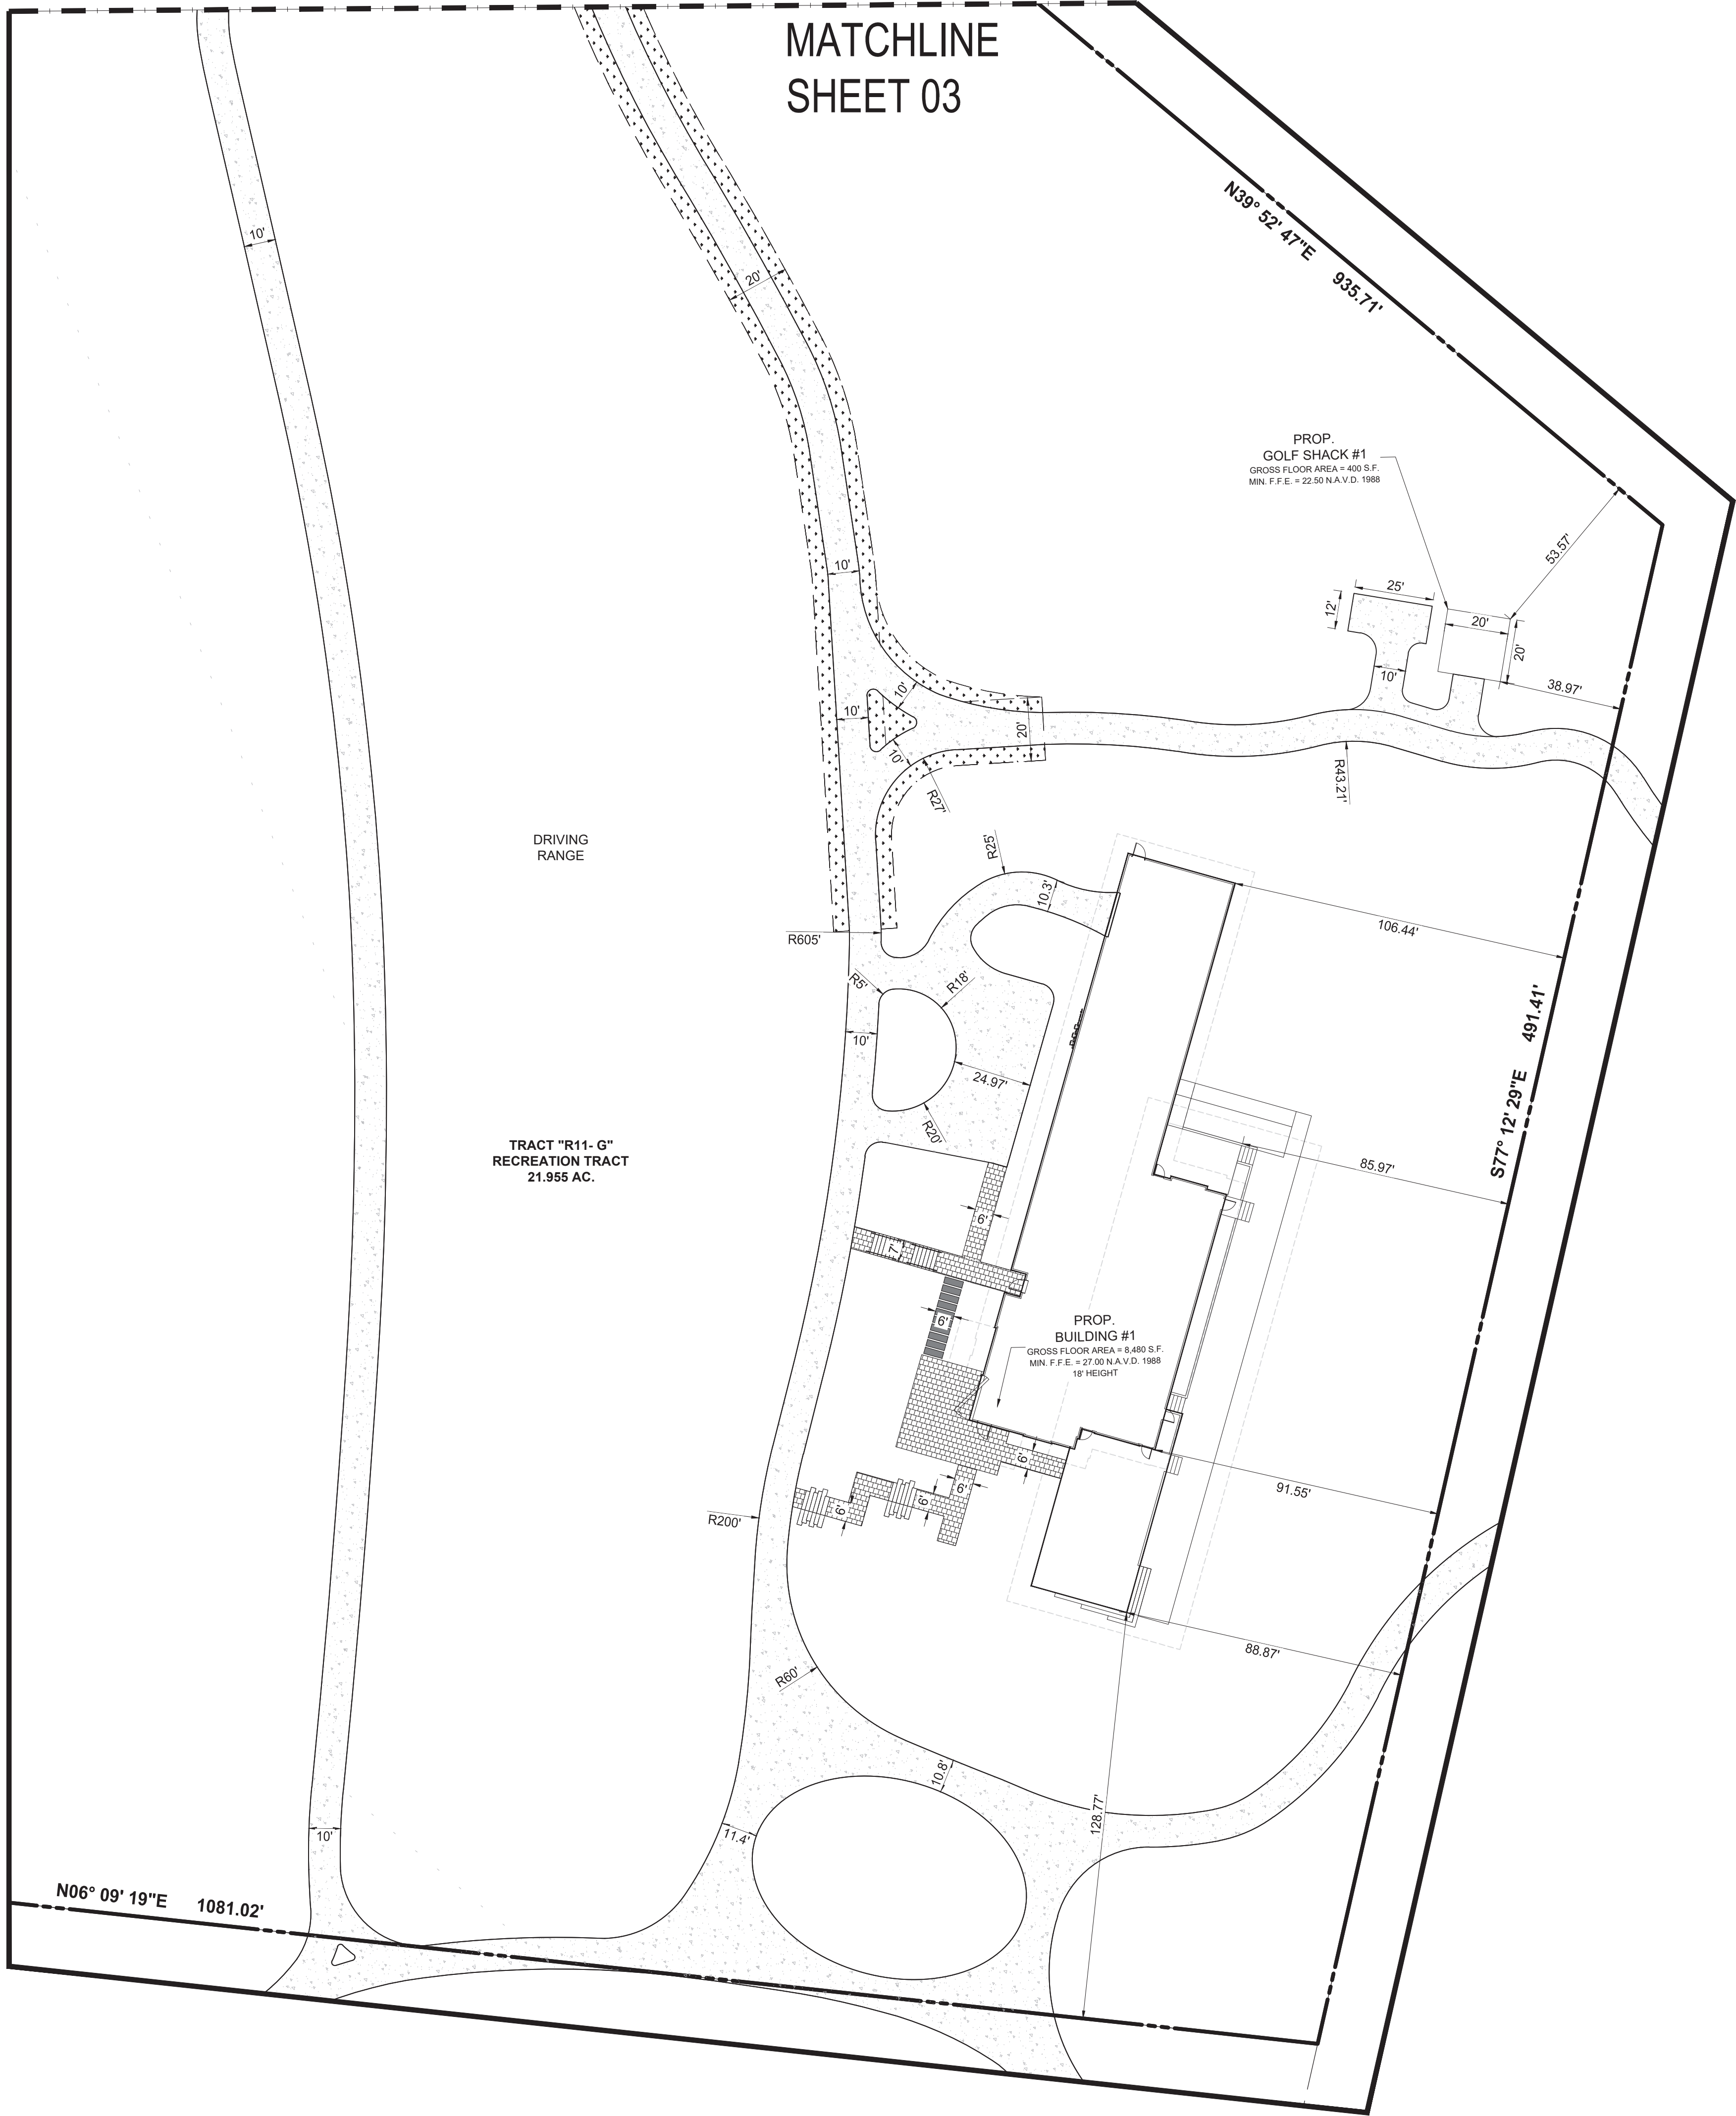 MATCHLINE
SHEET 03
N39° 52' 47"E 935.71'
10'
20'
PROP.
GOLF SHACK #1
GROSS FLOOR AREA = 400 S.F.
MIN. F.F.E. = 22.50 N.A.V.D. 1988
53.57'
10'
25'
12'
20'
20'
10'
38.97'
10'
10'
20'
10'
R27'
R43.21'
DRIVING
RANGE
R25'
10.3'
R605'
106.44'
R5'
R18'
10'
24.97'
R20'
S77° 12' 29"E 491.41'
TRACT "R11- G"
RECREATION TRACT
21.955 AC.
85.97'
6'
7'
6'
PROP.
BUILDING #1
GROSS FLOOR AREA = 8,480 S.F.
MIN. F.F.E. = 27.00 N.A.V.D. 1988
18' HEIGHT
6'
6'
6'
6'
91.55'
R200'
88.87'
R60'
10.8'
128.77'
11.4'
10'
N06° 09' 19"E 1081.02'